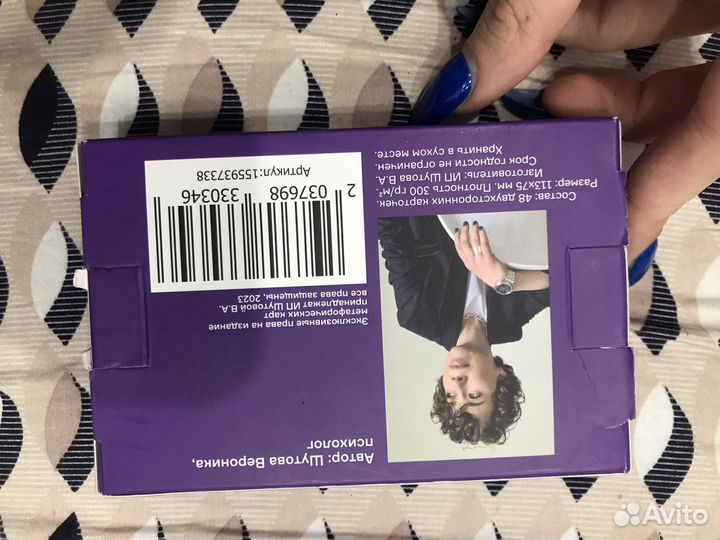 Автор: Шутова Вероника,
психолог
Эксклюзивные права на издание
метафорических карт
принадлежат ИП Шутовой В.А.
все права защищены, 2023
2 037698 330346
Артикул:155937338
Состав: 48 двухсторонних карточек.
Размер: 115х75 мм. Плотность 300 гр/м².
Изготовитель: ИП Шутова В.А.
Срок годности не ограничен.
Хранить в сухом месте.
Avito